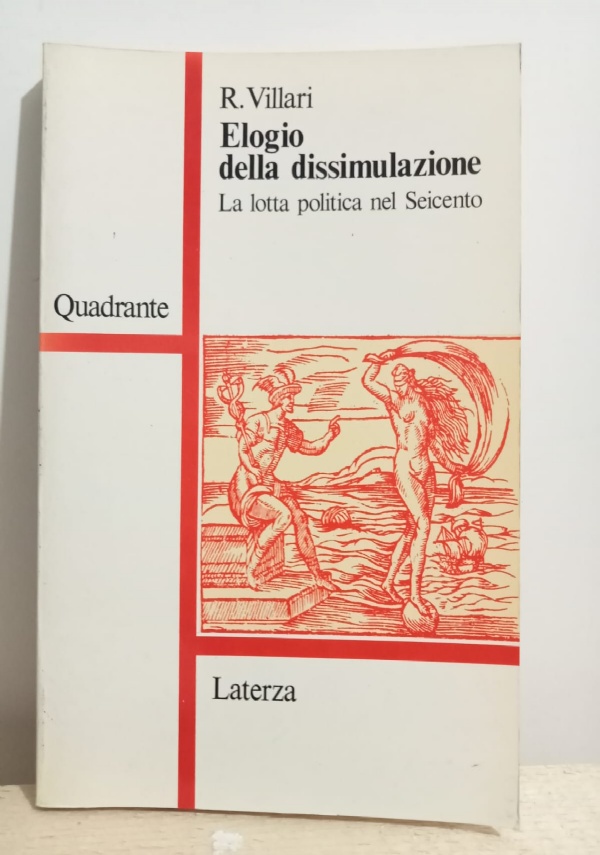 R. Villari
Elogio
della dissimulazione
La lotta politica nel Seicento
Quadrante
Laterza